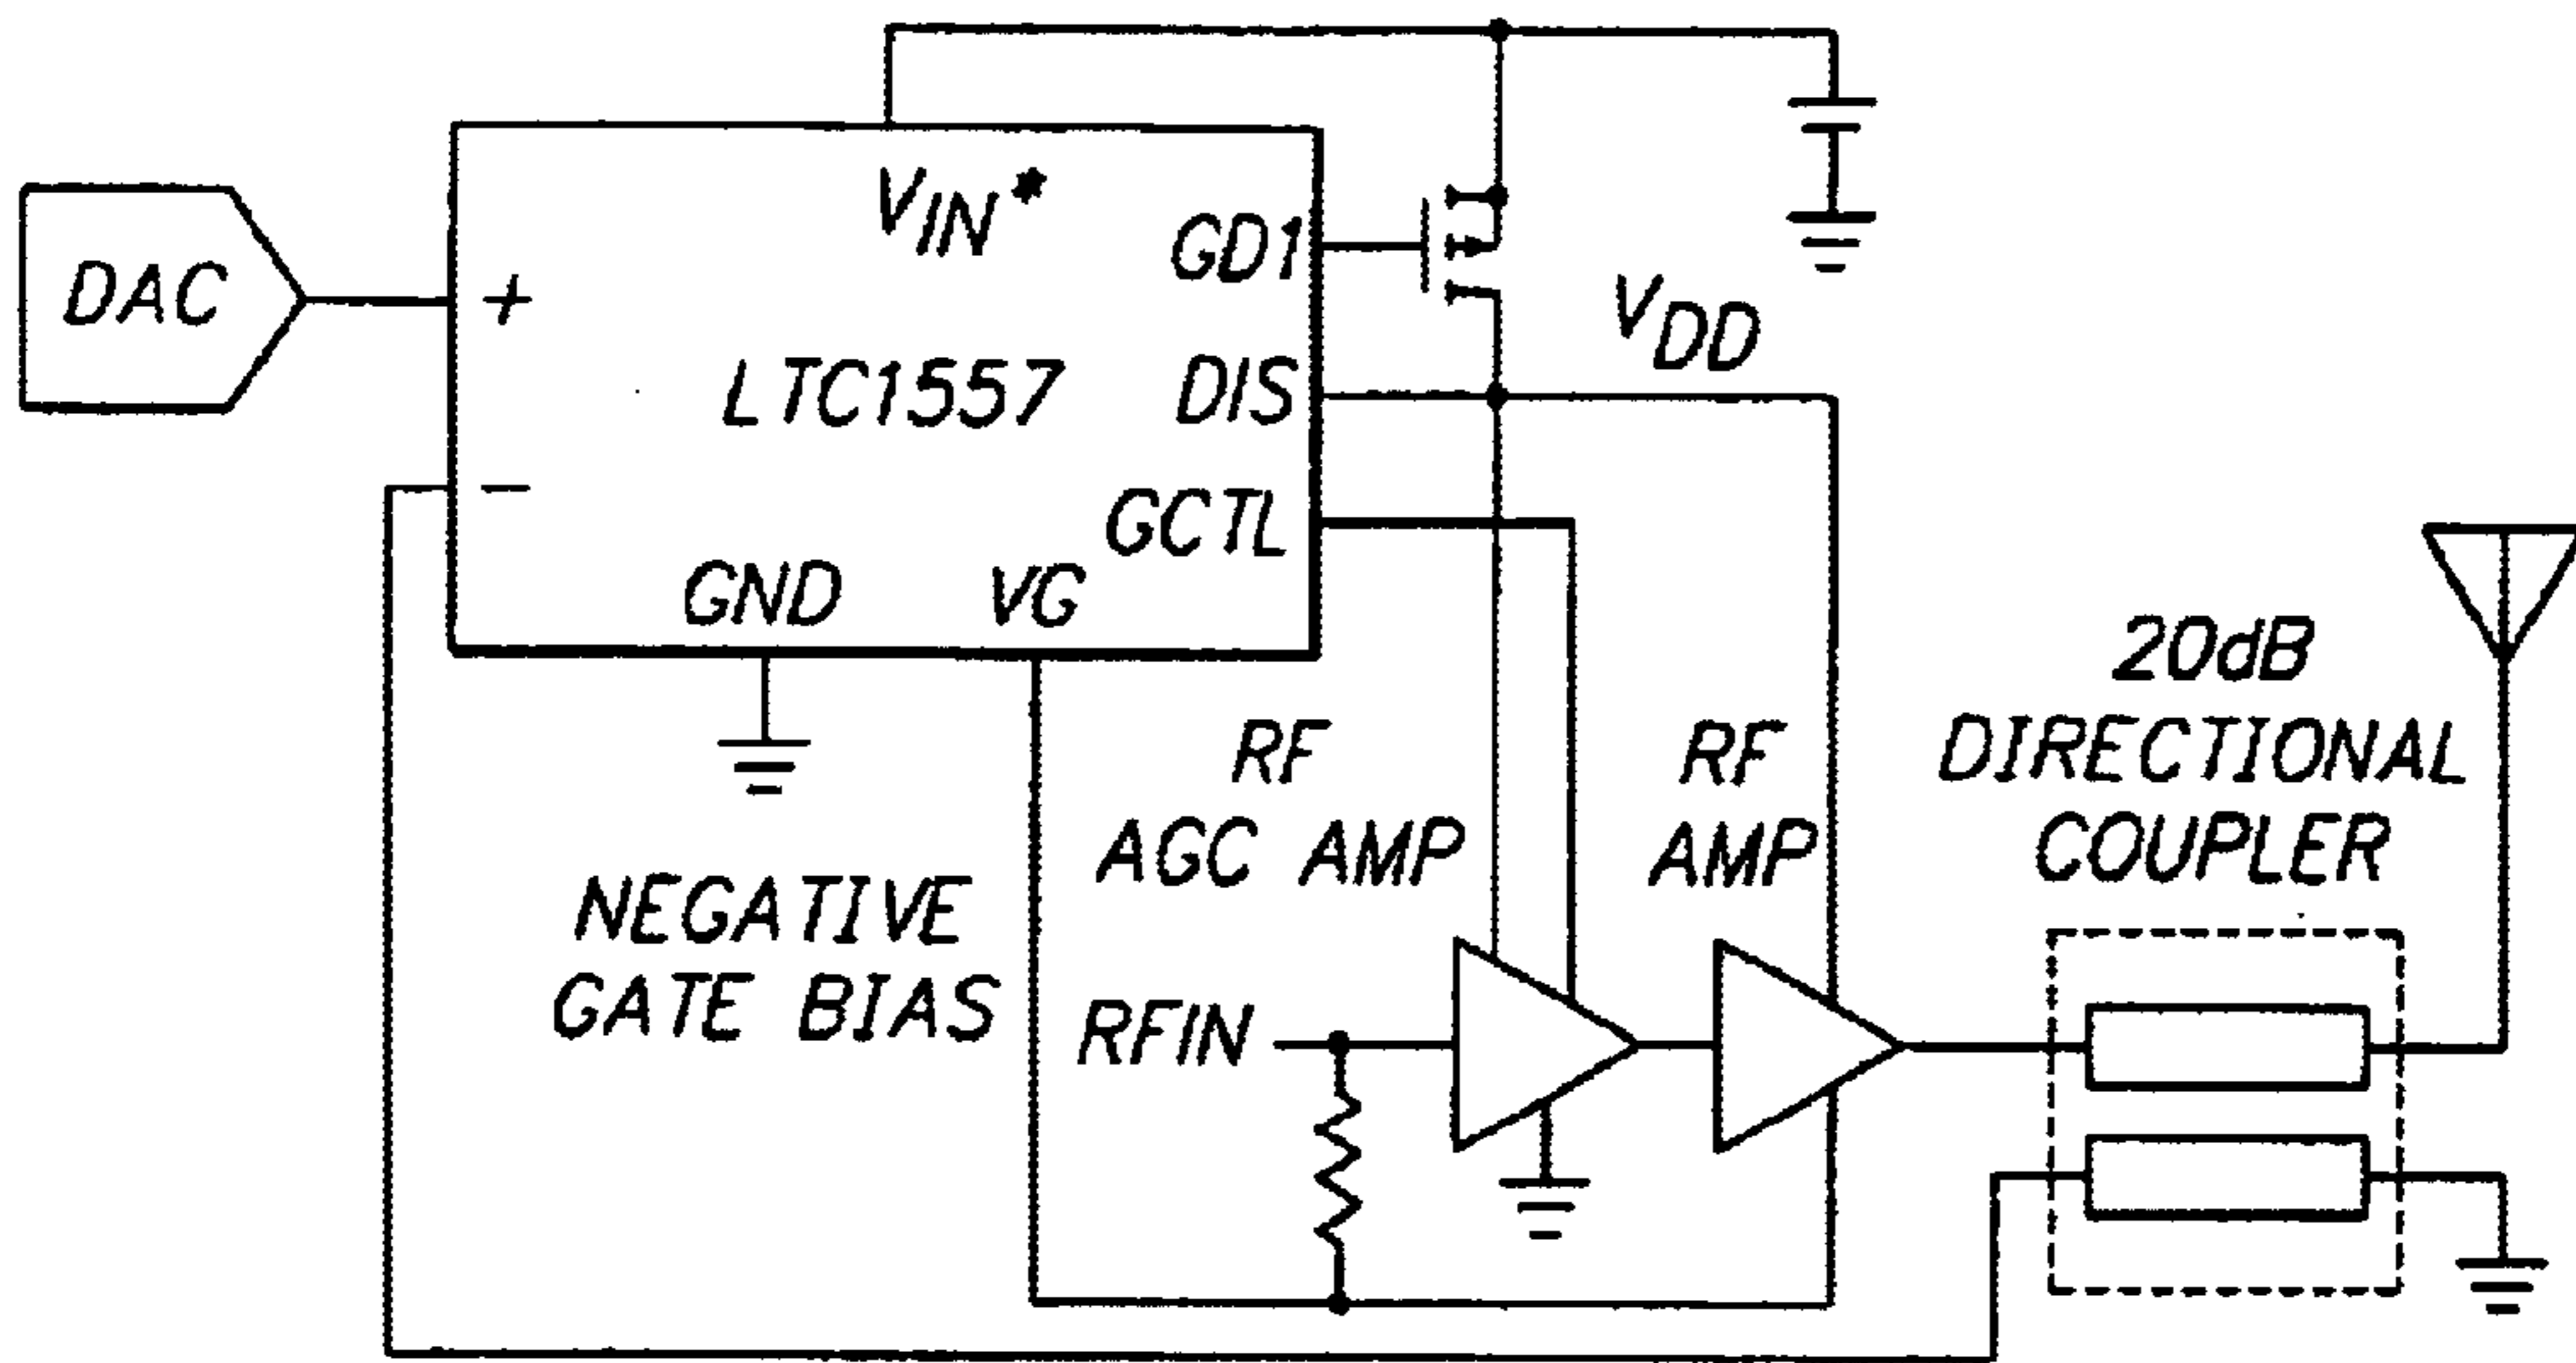 VIN*
GD1
DAC
+
VDD
LTC1557
DIS
−
GCTL
GND
VG
20dB
DIRECTIONAL
COUPLER
RF
AGC AMP
RF
AMP
NEGATIVE
GATE BIAS
RFIN